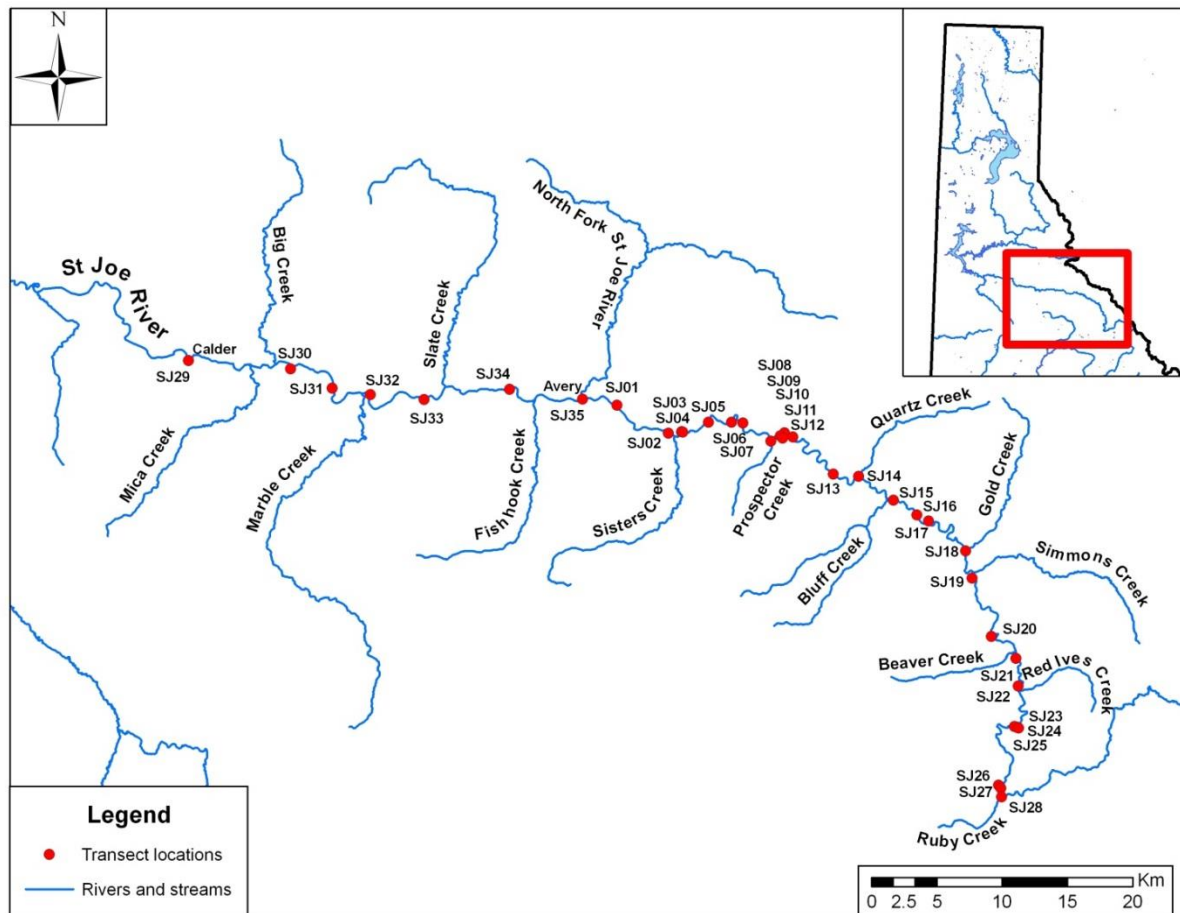 N
North Fork St Joe River
Big Creek
St Joe River
Slate Creek
Calder
SJ29
SJ30
SJ31
SJ32
SJ33
SJ34
Avery
SJ35
SJ01
SJ02
SJ03
SJ04
SJ05
SJ06
SJ07
SJ08
SJ09
SJ10
SJ11
SJ12
Quartz Creek
Gold Creek
Mica Creek
Marble Creek
Fishhook Creek
Sisters Creek
Prospector
Creek
SJ13
SJ14
SJ15
SJ16
SJ17
SJ18
SJ19
Bluff Creek
Simmons Creek
SJ20
Beaver Creek
SJ21
SJ22
Red Ives Creek
SJ23
SJ24
SJ25
SJ26
SJ27
SJ28
Ruby Creek
Legend
Transect locations
Rivers and streams
Km
0 2.5 5 10 15 20